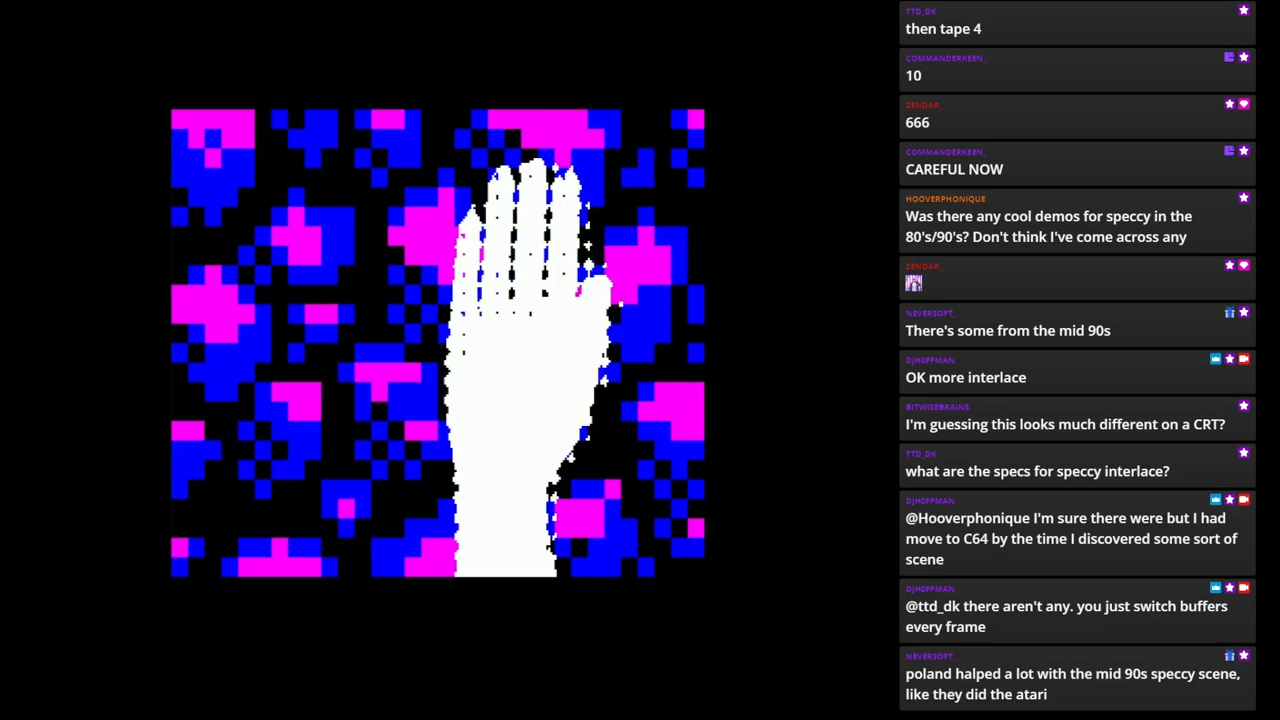 TTD_DK
then tape 4
COMMANDERKEEN_
10
ZENDAR__
666
COMMANDERKEEN_
CAREFUL NOW
HOOVERPHONIQUE
Was there any cool demos for speccy in the
80's/90's? Don't think I've come across any
ZENDAR__
NEVERSOFT_
There's some from the mid 90s
DJH0FFMAN
OK more interlace
BITWISEBRAINS
I'm guessing this looks much different on a CRT?
TTD_DK
what are the specs for speccy interlace?
DJH0FFMAN
@Hooverphonique I'm sure there were but I had
move to C64 by the time I discovered some sort of
scene
DJH0FFMAN
@ttd_dk there aren't any. you just switch buffers
every frame
NEVERSOFT_
poland halped a lot with the mid 90s speccy scene,
like they did the atari